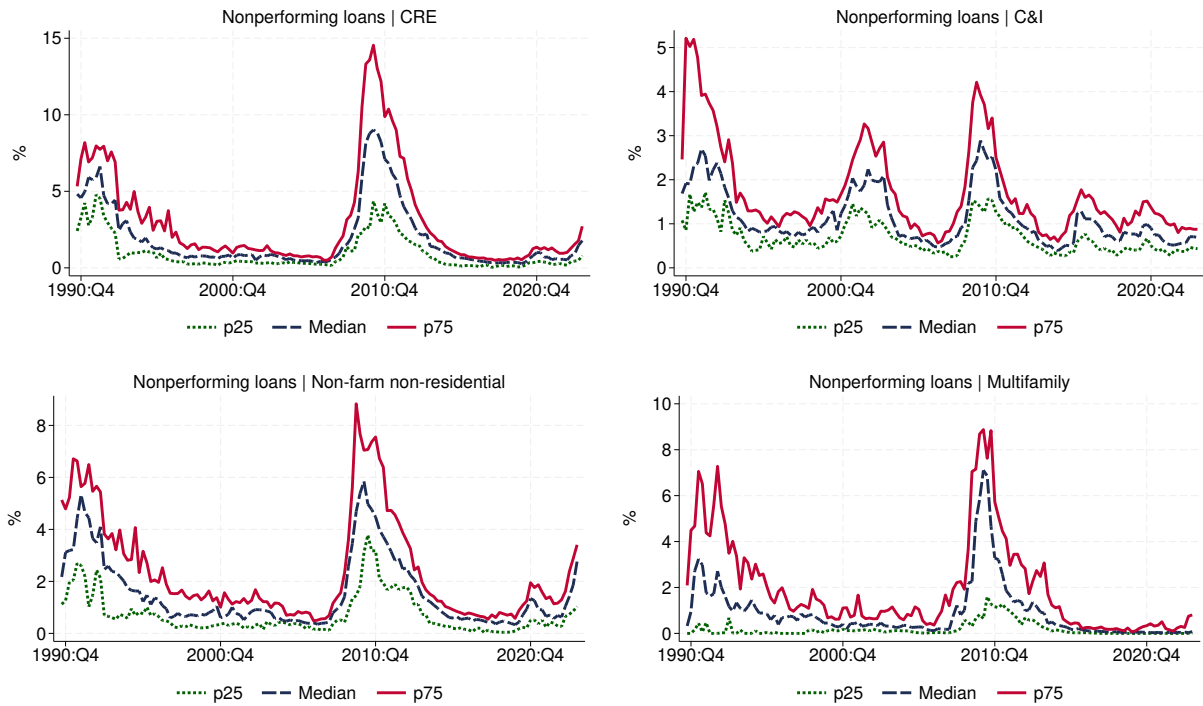 Nonperforming loans | CRE
15
10
5
0
%
1990:Q4 2000:Q4 2010:Q4 2020:Q4
p25 Median p75
Nonperforming loans | C&I
5
4
3
2
1
0
%
1990:Q4 2000:Q4 2010:Q4 2020:Q4
p25 Median p75
Nonperforming loans | Non-farm non-residential
8
6
4
2
0
%
1990:Q4 2000:Q4 2010:Q4 2020:Q4
p25 Median p75
Nonperforming loans | Multifamily
10
8
6
4
2
0
%
1990:Q4 2000:Q4 2010:Q4 2020:Q4
p25 Median p75